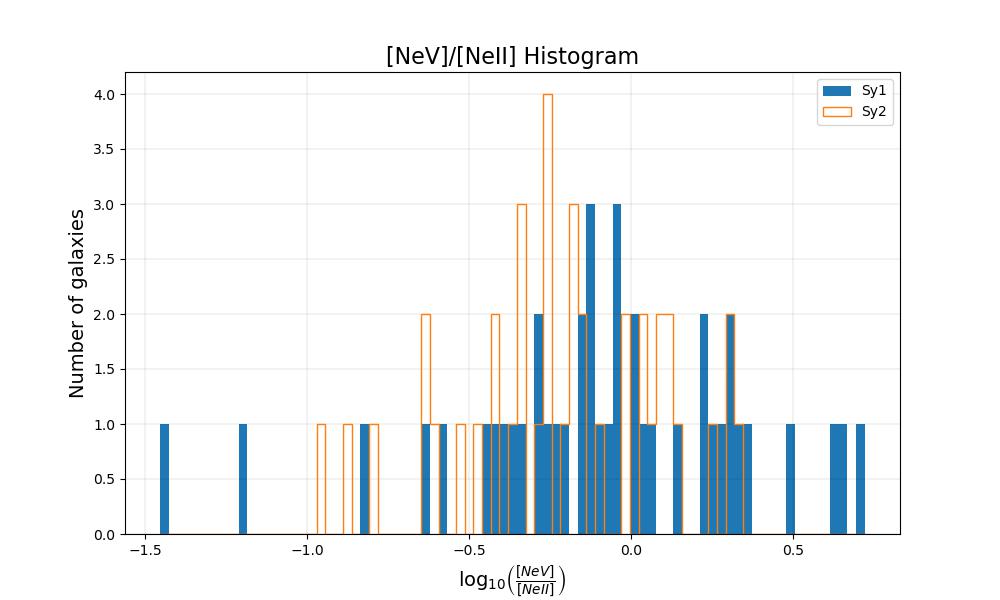 [NeV]/[NeII] Histogram
Sy1
Sy2
4.0
3.5
3.0
2.5
2.0
1.5
1.0
0.5
0.0
Number of galaxies
−1.5 −1.0 −0.5 0.0 0.5
log₁₀([NeV]/[NeII])